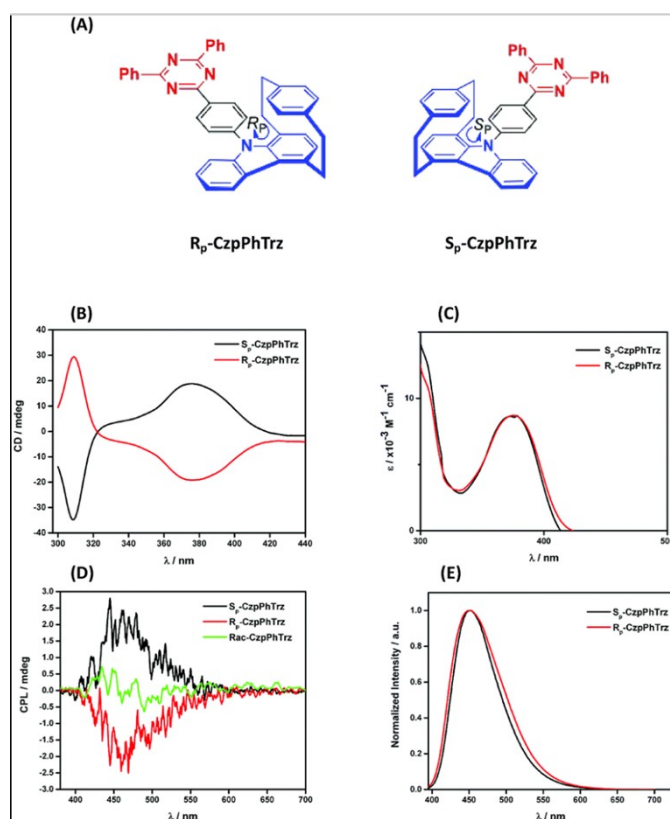 (A)
Ph
N
N
N
Ph
Rₚ
N
Rₚ-CzpPhTrz
Ph
N
N
N
Ph
Sₚ
N
Sₚ-CzpPhTrz
(B)
40
30
20
10
0
-10
-20
-30
-40
CD / mdeg
Sₚ-CzpPhTrz
Rₚ-CzpPhTrz
300 320 340 360 380 400 420 440
λ / nm
(C)
10
0
ε / x10⁻³ M⁻¹ cm⁻¹
Sₚ-CzpPhTrz
Rₚ-CzpPhTrz
300 400 500
λ / nm
(D)
3.0
2.5
2.0
1.5
1.0
0.5
0.0
-0.5
-1.0
-1.5
-2.0
-2.5
-3.0
CPL / mdeg
Sₚ-CzpPhTrz
Rₚ-CzpPhTrz
Rac-CzpPhTrz
400 450 500 550 600 650 700
λ / nm
(E)
1.0
0.8
0.6
0.4
0.2
0.0
Normalized Intensity / a.u.
Sₚ-CzpPhTrz
Rₚ-CzpPhTrz
400 450 500 550 600 650 700
λ / nm